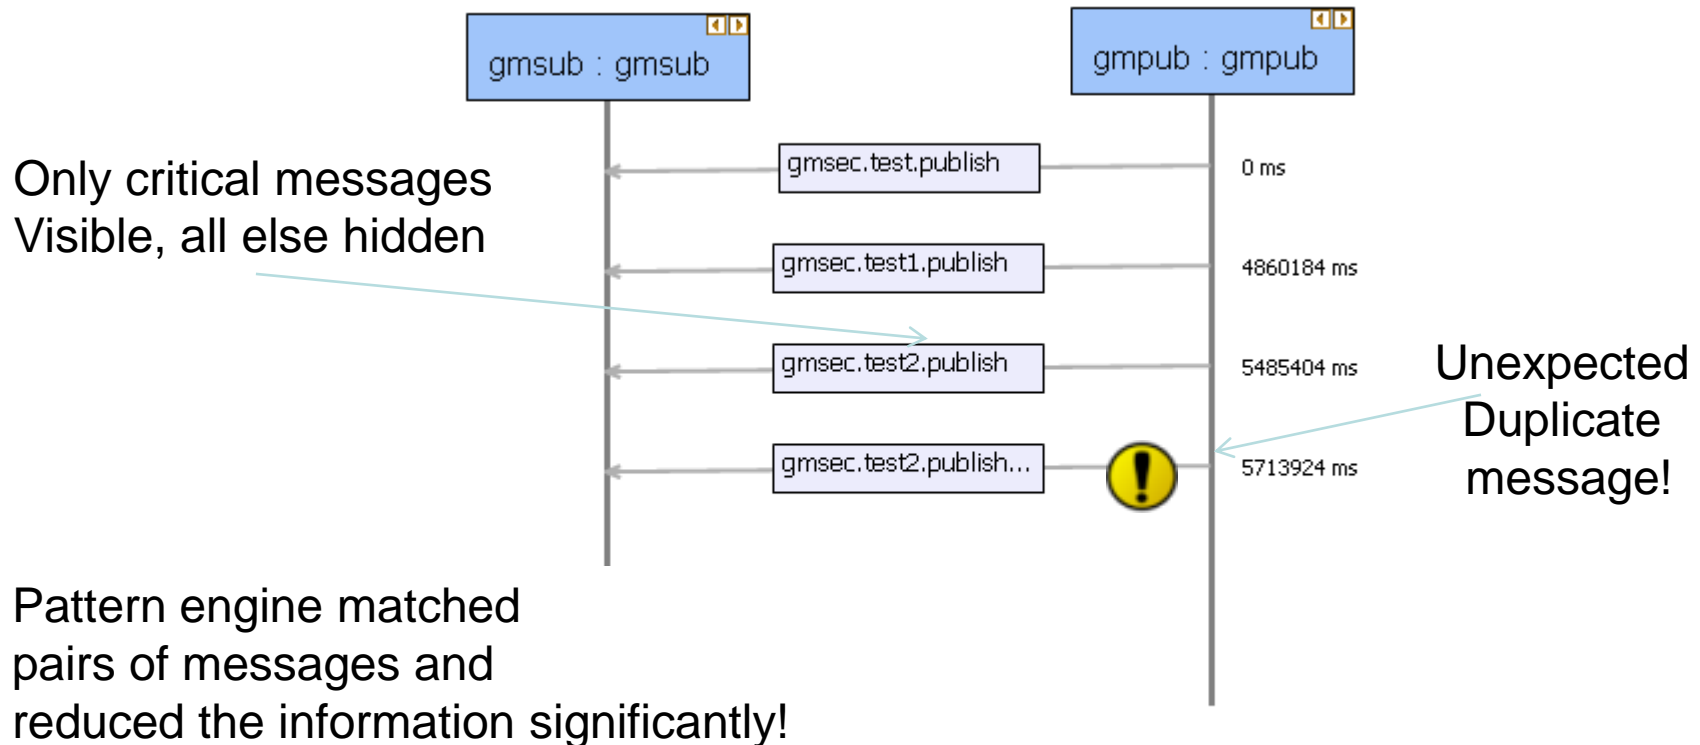 gmsub : gmsub
gmpub : gmpub
gmsec.test.publish
0 ms
Only critical messages
Visible, all else hidden
gmsec.test1.publish
4860184 ms
gmsec.test2.publish
5485404 ms
Unexpected
Duplicate
message!
gmsec.test2.publish...
5713924 ms
Pattern engine matched
pairs of messages and
reduced the information significantly!